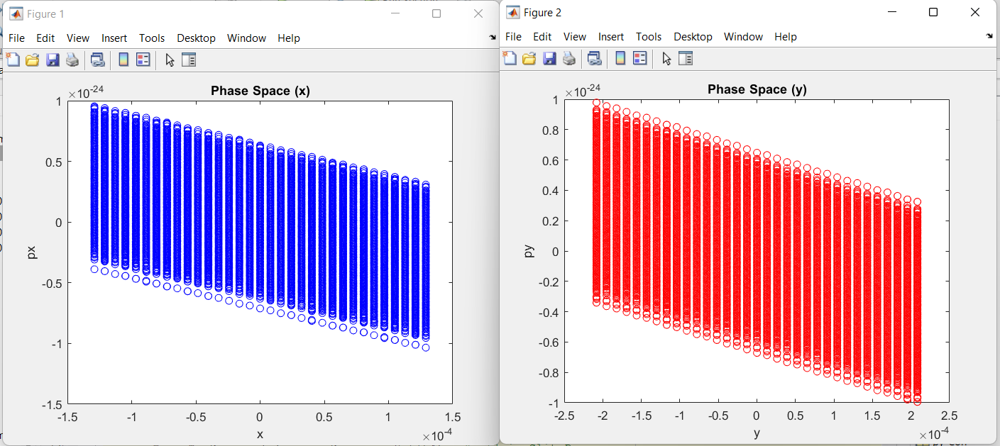 Figure 1
File Edit View Insert Tools Desktop Window Help
×10^-24
Phase Space (x)
1
0.5
0
-0.5
-1
-1.5
px
-1.5 -1 -0.5 0 0.5 1 1.5
x
×10^-4
Figure 2
File Edit View Insert Tools Desktop Window Help
×10^-24
Phase Space (y)
1
0.8
0.6
0.4
0.2
0
-0.2
-0.4
-0.6
-0.8
-1
py
-2.5 -2 -1.5 -1 -0.5 0 0.5 1 1.5 2 2.5
y
×10^-4